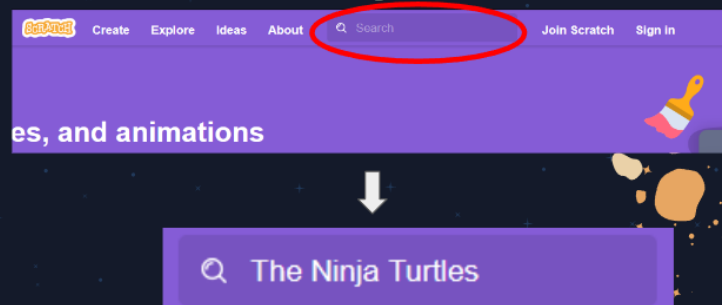 SCRATCH Create Explore Ideas About Search Join Scratch Sign in
es, and animations
The Ninja Turtles